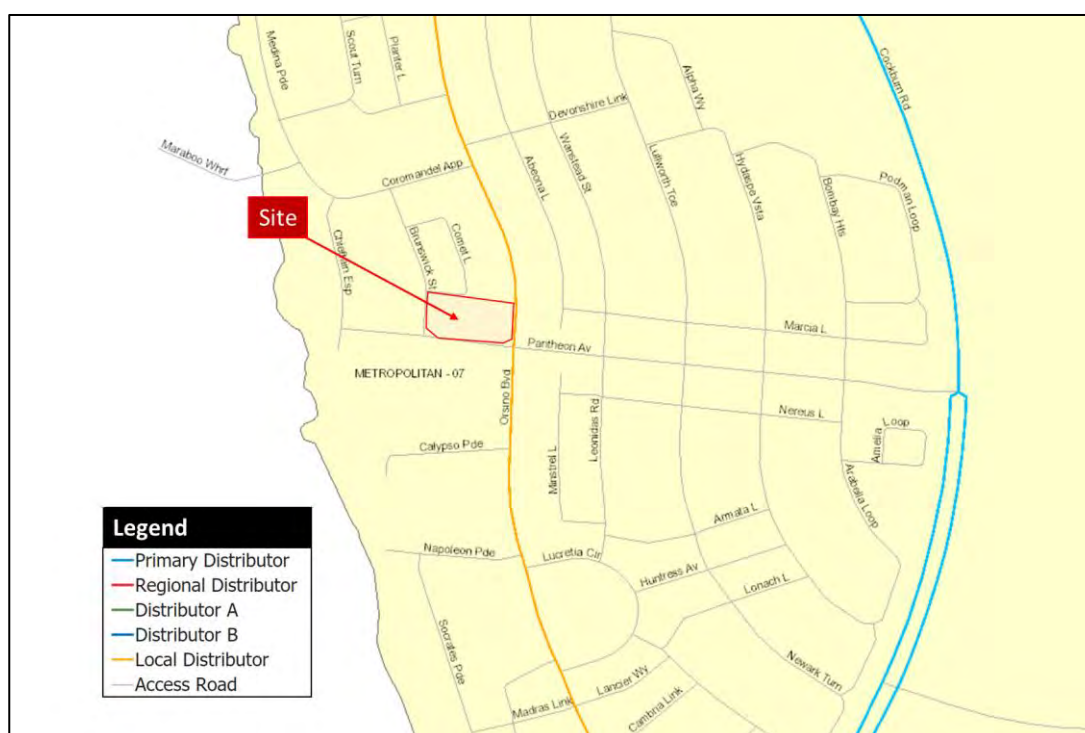 Medina Pde
Scout Turn
Planter L
Cockburn Rd
Alpha Wy
Devonshire Link
Maraboo Whrf
Coromandel App
Abeona L
Wanstead St
Lullworth Tce
Hydaspe Vsta
Bombay Hts
Podman Loop
Site
Chieftain Esp
Brunswick St
Comet L
Marcia L
Pantheon Av
METROPOLITAN - 07
Orsino Bvd
Nereus L
Amelia Loop
Calypso Pde
Minstrel L
Leonidas Rd
Arabella Loop
Armata L
Napoleon Pde
Lucretia Cir
Huntress Av
Lonach L
Socrates Pde
Newark Turn
Madras Link
Lancier Wy
Cambria Link
Legend
Primary Distributor
Regional Distributor
Distributor A
Distributor B
Local Distributor
Access Road